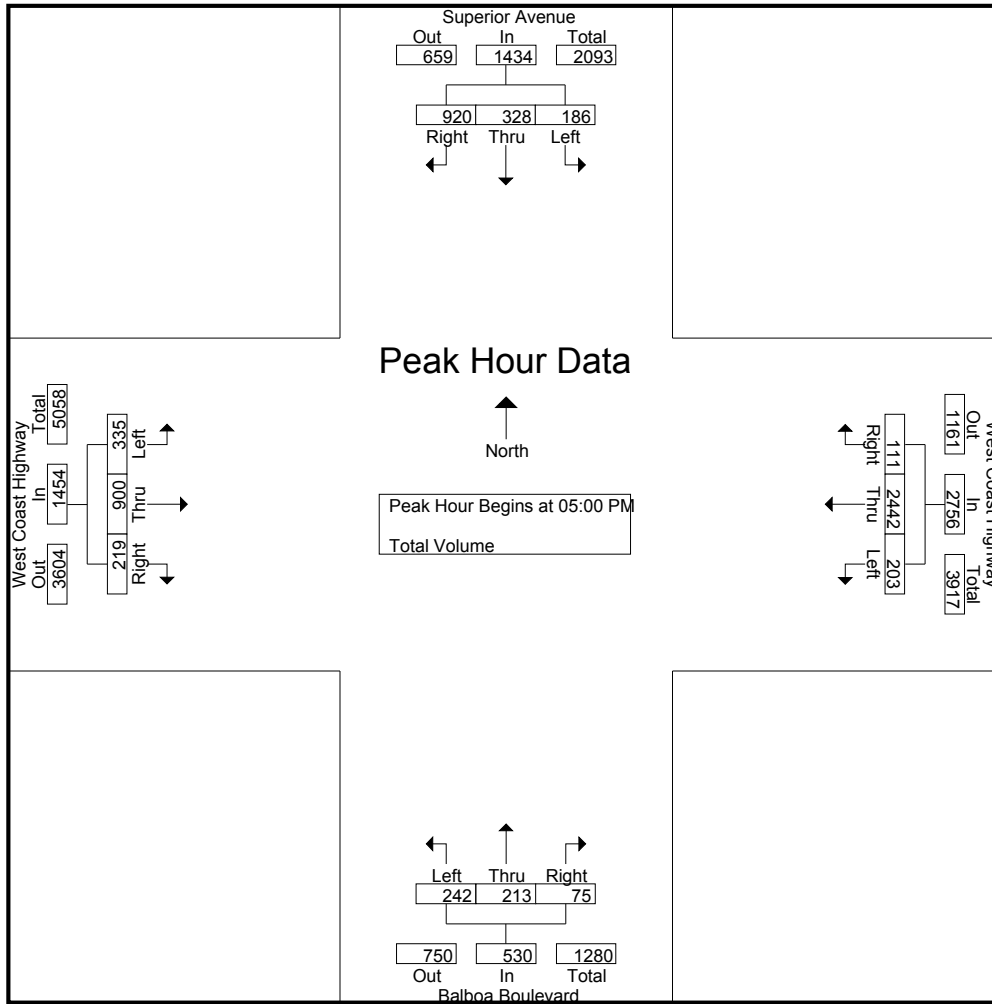 Superior Avenue
Out In Total
659 1434 2093
920 328 186
Right Thru Left
Peak Hour Data
North
Peak Hour Begins at 05:00 PM
Total Volume
West Coast Highway
Total In Out
5058 1454 3604
335 900 219
Left Thru Right
West Coast Highway
Out In Total
1161 2756 3917
111 2442 203
Right Thru Left
Left Thru Right
242 213 75
750 530 1280
Out In Total
Balboa Boulevard